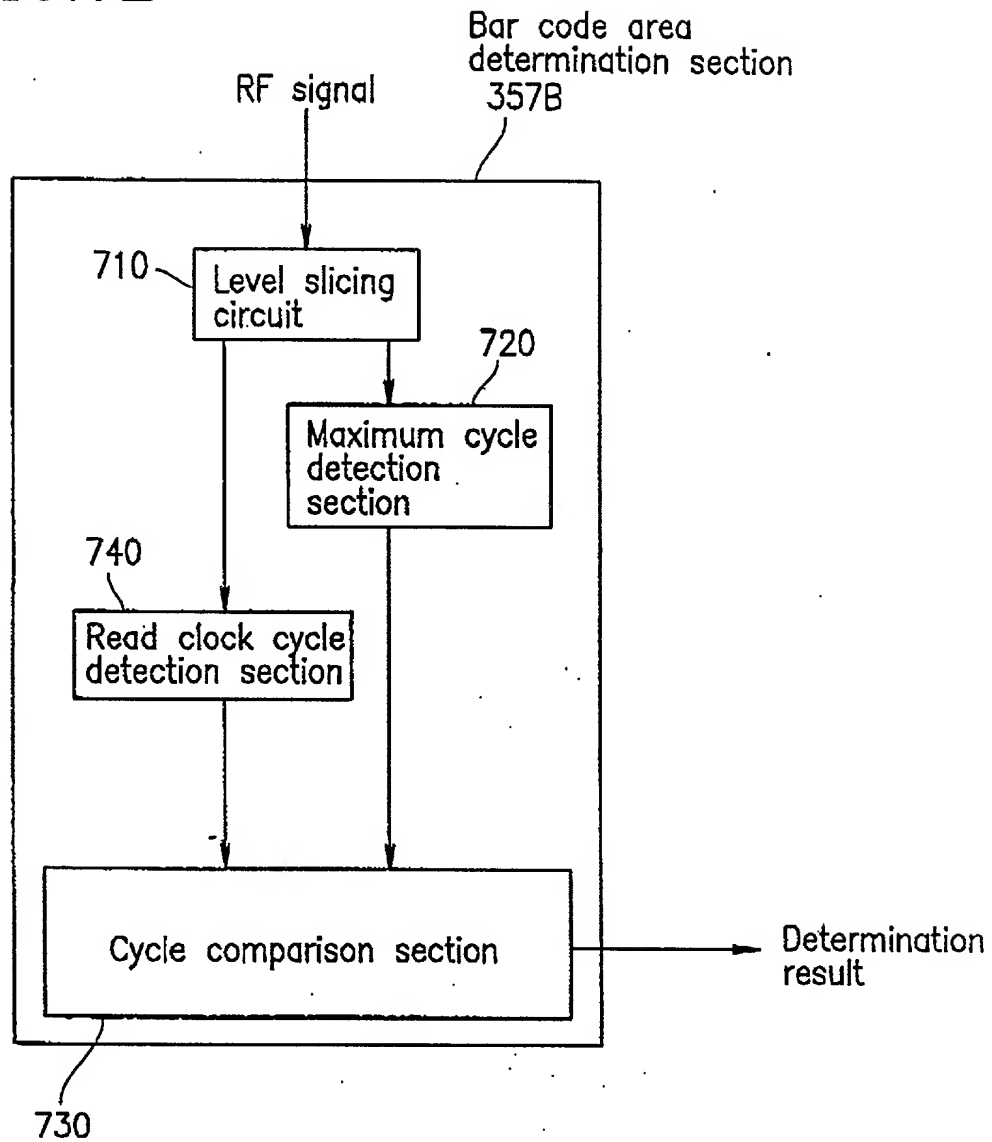 Bar code area
determination section
357B
RF signal
710
Level slicing
circuit
720
Maximum cycle
detection
section
740
Read clock cycle
detection section
Cycle comparison section
Determination
result
730